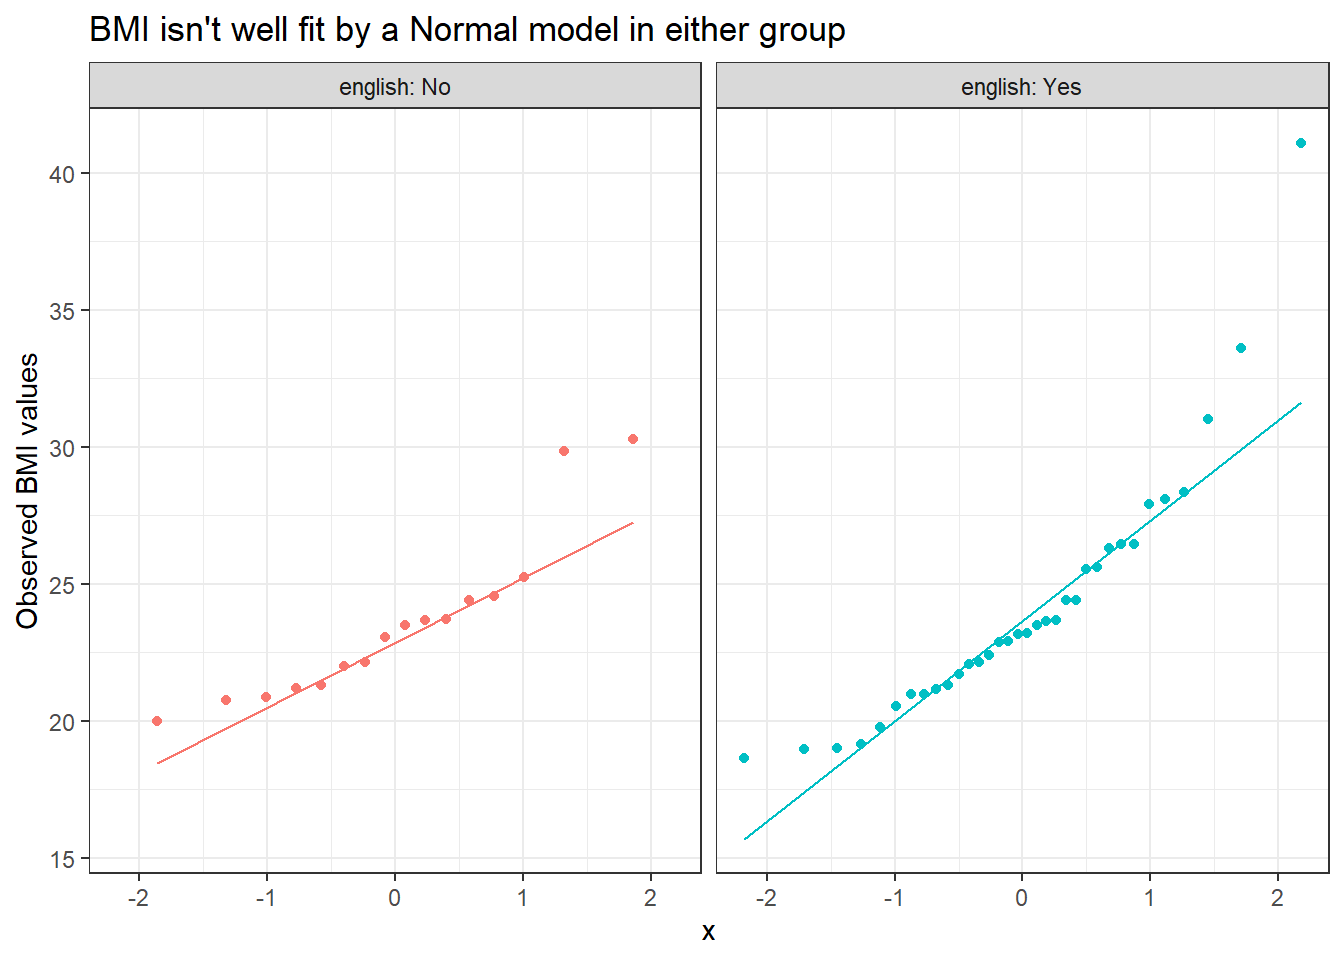 BMI isn't well fit by a Normal model in either group
english: No
english: Yes
Observed BMI values
40
35
30
25
20
15
-2 -1 0 1 2
-2 -1 0 1 2
x